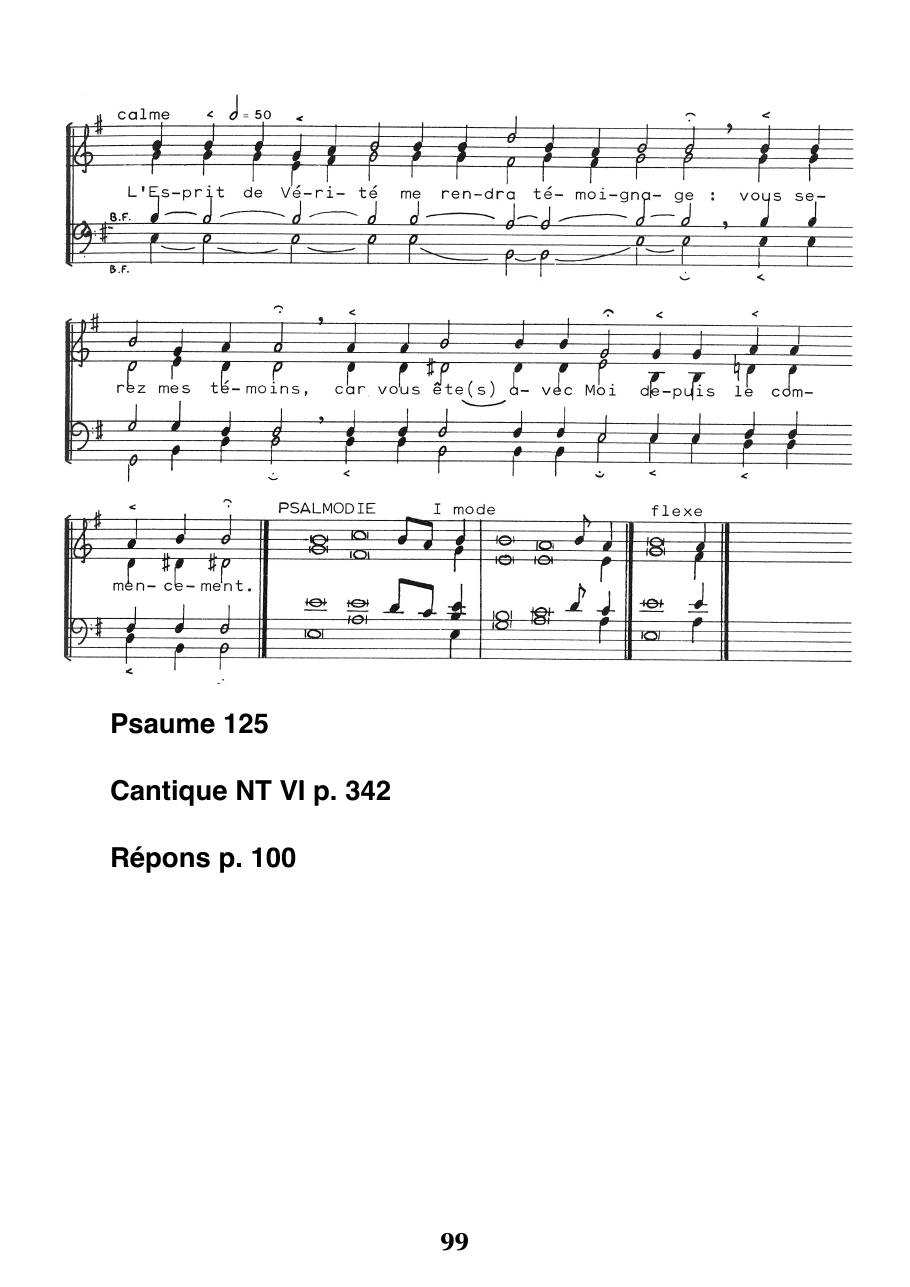 calme 𝅗𝅥 = 50
L'Es-prit de Vé-ri-té me ren-dra té-moi-gna-ge : vous se-
B.F.
B.F.
rez mes té-moins, car vous ête(s) a-vec Moi de-puis le com-
PSALMODIE I mode flexe
men-ce-ment.
Psaume 125
Cantique NT VI p. 342
Répons p. 100
99